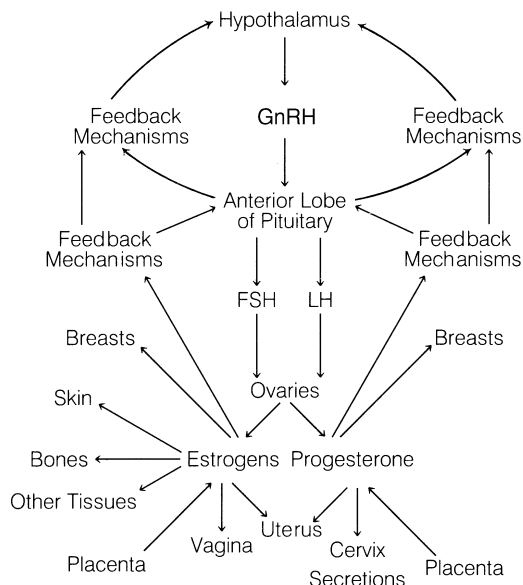 Hypothalamus
Feedback
Mechanisms
GnRH
Feedback
Mechanisms
Anterior Lobe
of Pituitary
Feedback
Mechanisms
Feedback
Mechanisms
FSH
LH
Breasts
Breasts
Ovaries
Skin
Bones
Estrogens
Progesterone
Other Tissues
Uterus
Vagina
Cervix
Secretions
Placenta
Placenta